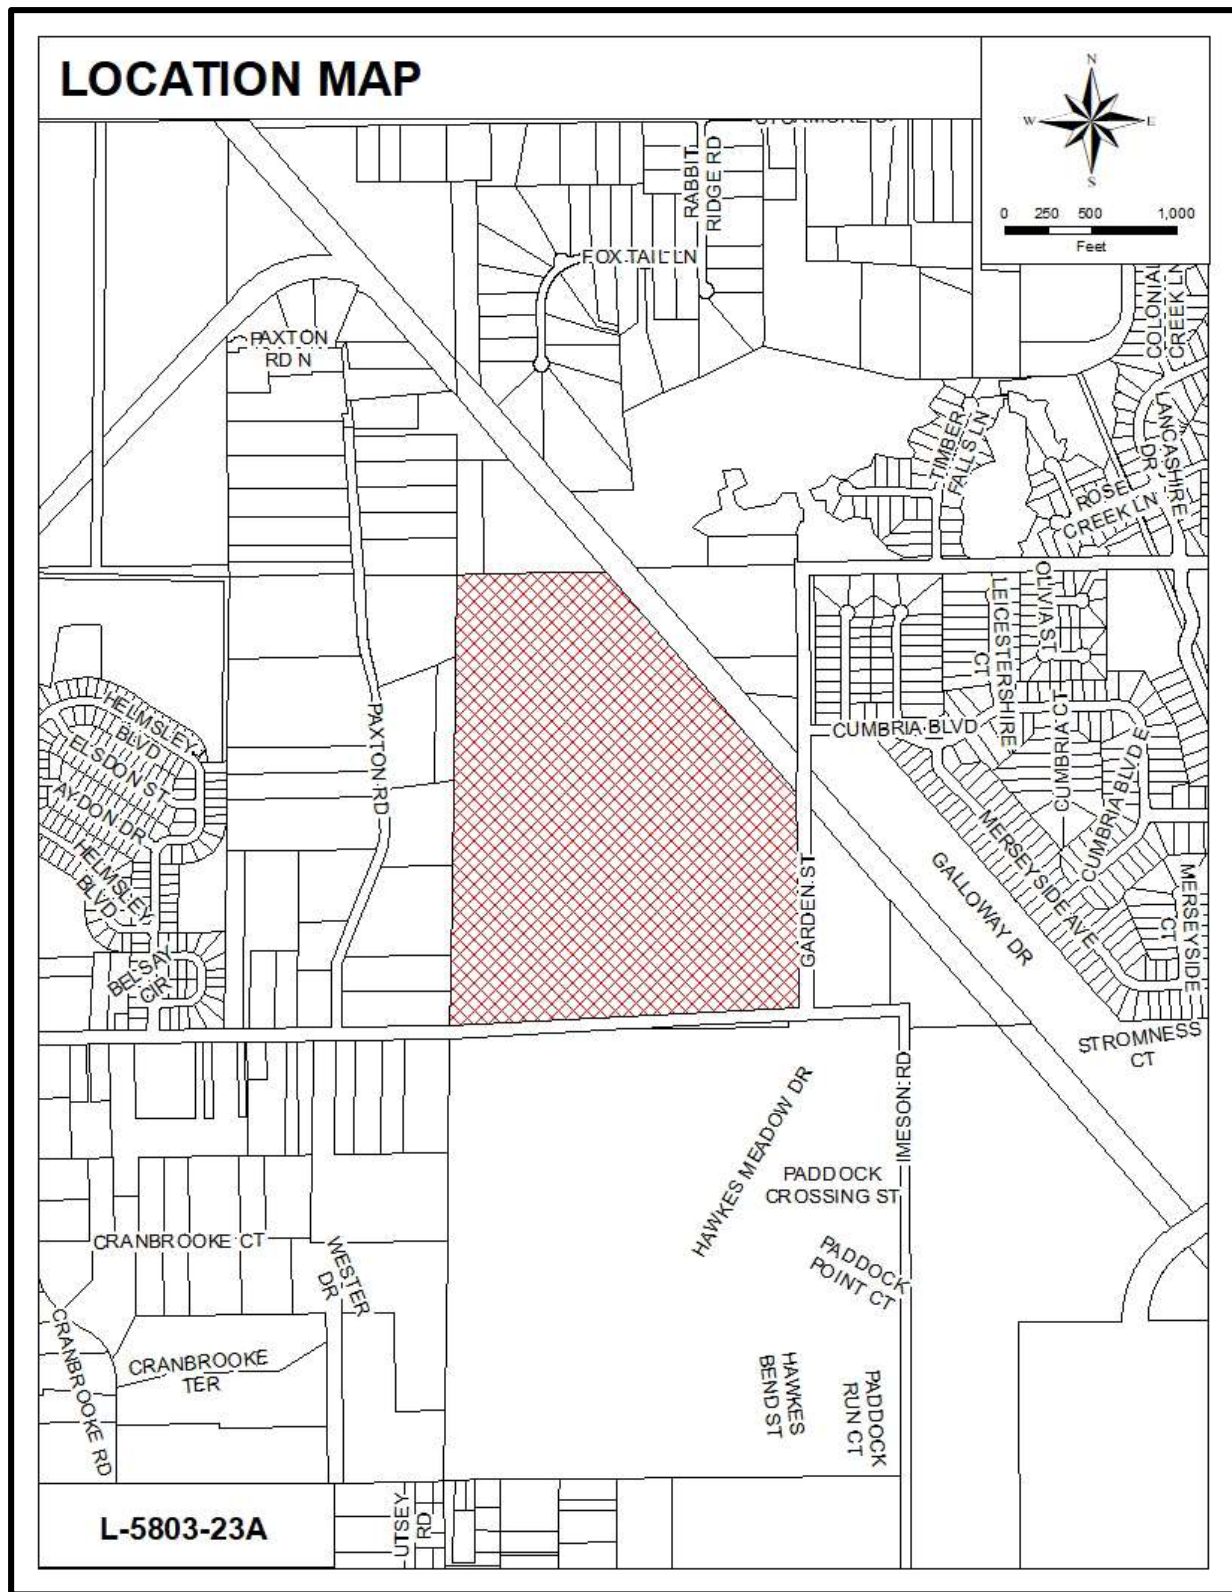 LOCATION MAP
N
W
E
S
0 250 500 1,000
Feet
RABBIT
RIDGE RD
FOX TAIL LN
COLONIAL
CREEK LN
PAXTON
RD N
LANCASHIRE
DR
TIMBER
FALLS LN
ROSE
CREEK LN
OLIVIA ST
LEICESTERSHIRE
CT
HELMSLEY
BLVD
ELSDON ST
AYDON DR
HELMSLEY
BLVD
BELSAY
CIR
PAXTON RD
CUMBRIA BLVD
CUMBRIA CT
CUMBRIA BLVD E
MERSEYSIDE AVE
GALLOWAY DR
MERSEYSIDE
CT
GARDEN ST
STROMNESS
CT
IMESON RD
HAWKES MEADOW DR
PADDOCK
CROSSING ST
PADDOCK
POINT CT
CRANBROOKE CT
WESTER
DR
CRANBROOKE RD
CRANBROOKE
TER
HAWKES
BEND ST
PADDOCK
RUN CT
UTSEY
RD
L-5803-23A